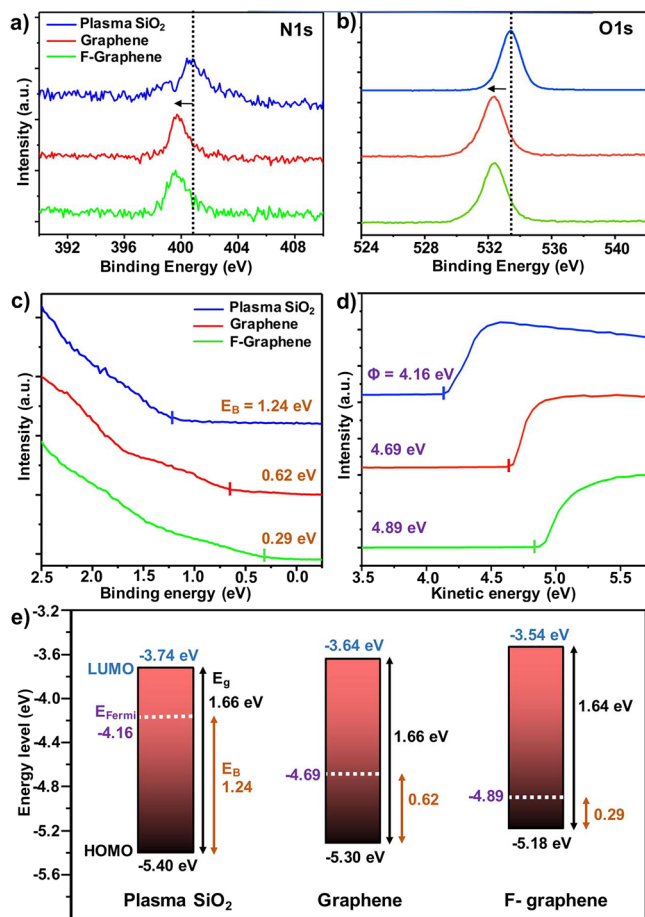 a)
Plasma SiO₂
Graphene
F-Graphene
N1s
Intensity (a.u.)
392 396 400 404 408
Binding Energy (eV)
b)
O1s
Intensity (a.u.)
524 528 532 536 540
Binding Energy (eV)
c)
Plasma SiO₂
Graphene
F-Graphene
E_B = 1.24 eV
0.62 eV
0.29 eV
Intensity (a.u.)
2.5 2.0 1.5 1.0 0.5 0.0
Binding energy (eV)
d)
Φ = 4.16 eV
4.69 eV
4.89 eV
Intensity (a.u.)
3.5 4.0 4.5 5.0 5.5
Kinetic energy (eV)
e)
Energy level (eV)
-3.2
-3.6
-4.0
-4.4
-4.8
-5.2
-5.6
-3.74 eV
LUMO
E_g
1.66 eV
E_Fermi
-4.16
E_B
1.24
HOMO
-5.40 eV
Plasma SiO₂
-3.64 eV
1.66 eV
-4.69
0.62
-5.30 eV
Graphene
-3.54 eV
1.64 eV
-4.89
0.29
-5.18 eV
F- graphene